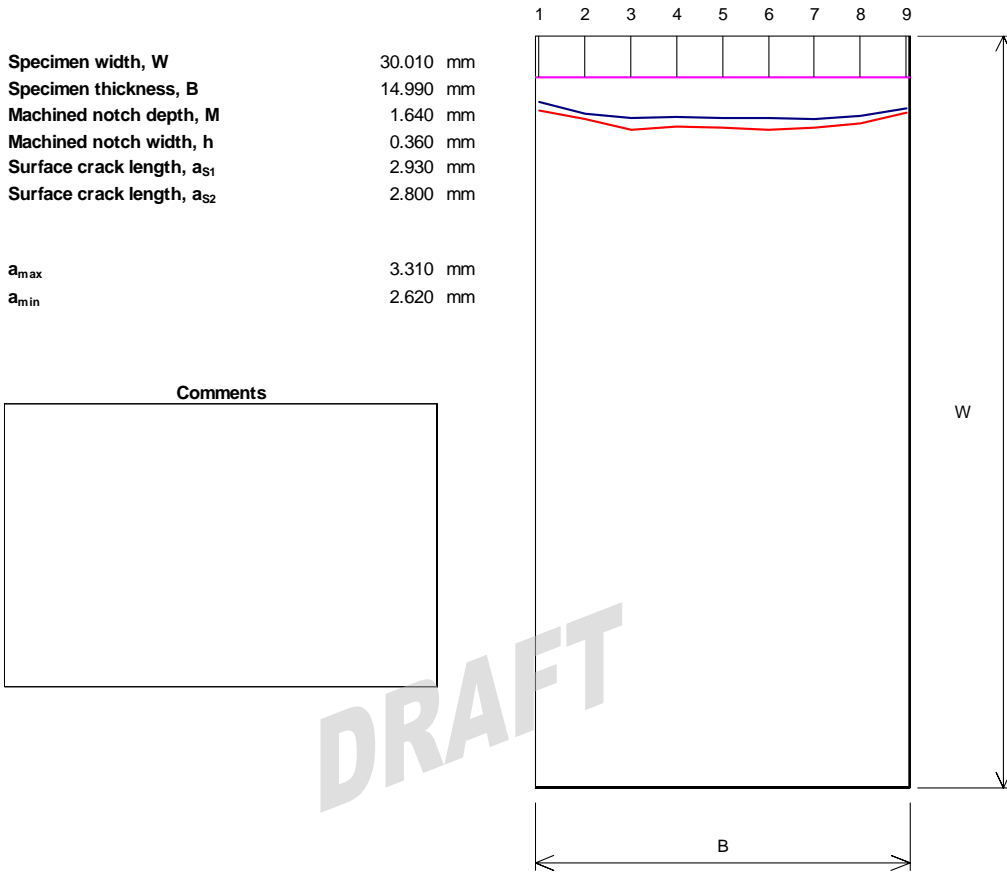 1 2 3 4 5 6 7 8 9
Specimen width, W 30.010 mm
Specimen thickness, B 14.990 mm
Machined notch depth, M 1.640 mm
Machined notch width, h 0.360 mm
Surface crack length, aS1 2.930 mm
Surface crack length, aS2 2.800 mm
amax 3.310 mm
amin 2.620 mm
Comments
W
DRAFT
B